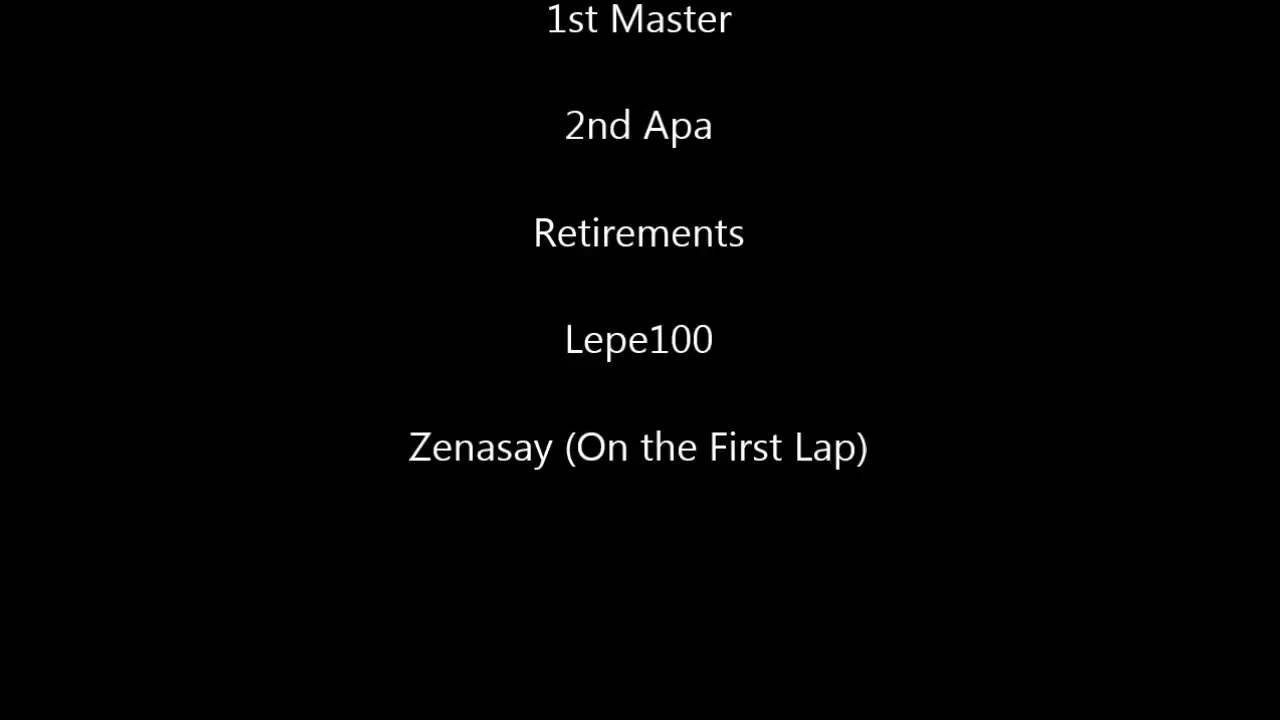 1st Master
2nd Apa
Retirements
Lepe100
Zenasay (On the First Lap)